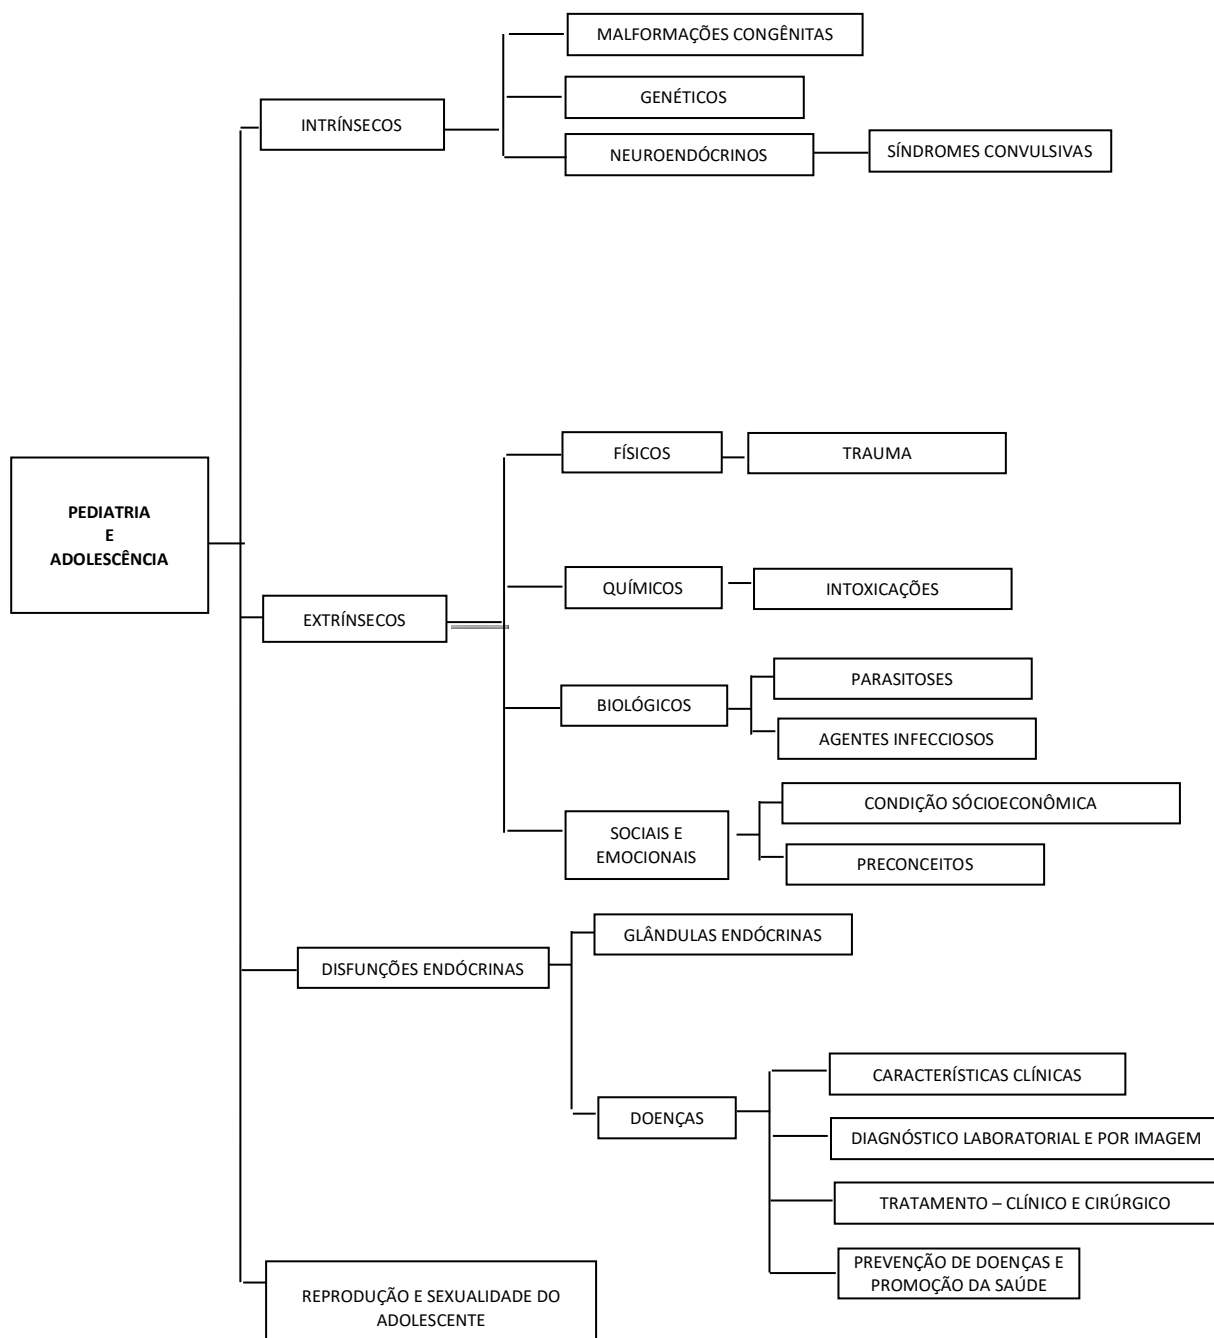 MALFORMAÇÕES CONGÊNITAS
GENÉTICOS
INTRÍNSECOS
NEUROENDÓCRINOS
SÍNDROMES CONVULSIVAS
FÍSICOS
TRAUMA
PEDIATRIA
E
ADOLESCÊNCIA
QUÍMICOS
INTOXICAÇÕES
EXTRÍNSECOS
PARASITOSES
BIOLÓGICOS
AGENTES INFECCIOSOS
CONDIÇÃO SÓCIOECONÔMICA
SOCIAIS E
EMOCIONAIS
PRECONCEITOS
GLÂNDULAS ENDÓCRINAS
DISFUNÇÕES ENDÓCRINAS
CARACTERÍSTICAS CLÍNICAS
DOENÇAS
DIAGNÓSTICO LABORATORIAL E POR IMAGEM
TRATAMENTO – CLÍNICO E CIRÚRGICO
PREVENÇÃO DE DOENÇAS E
PROMOÇÃO DA SAÚDE
REPRODUÇÃO E SEXUALIDADE DO
ADOLESCENTE